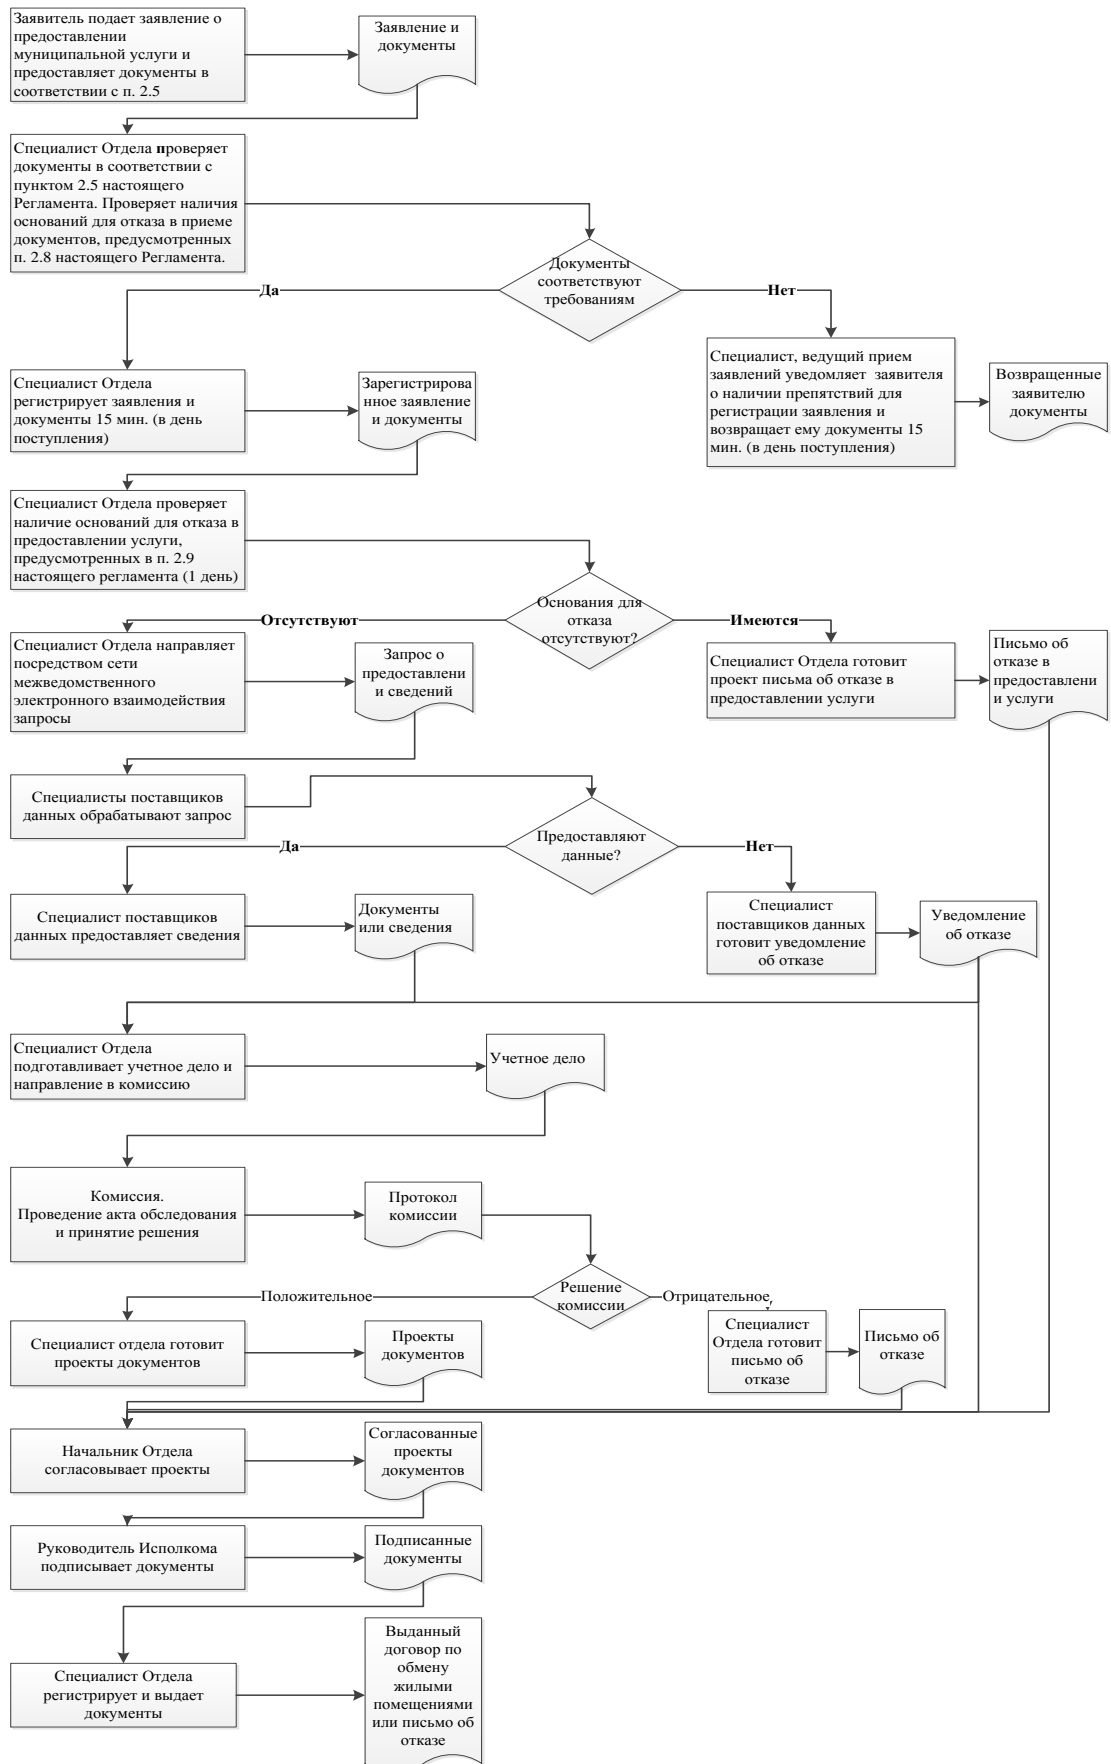 Заявитель подает заявление о
предоставлении
муниципальной услуги и
предоставляет документы в
соответствии с п. 2.5
Заявление и
документы
Специалист Отдела проверяет
документы в соответствии с
пунктом 2.5 настоящего
Регламента. Проверяет наличия
оснований для отказа в приеме
документов, предусмотренных
п. 2.8 настоящего Регламента.
Документы
соответствуют
требованиям
Да
Нет
Специалист Отдела
регистрирует заявления и
документы 15 мин. (в день
поступления)
Зарегистрирова
нное заявление
и документы
Специалист, ведущий прием
заявлений уведомляет заявителя
о наличии препятствий для
регистрации заявления и
возвращает ему документы 15
мин. (в день поступления)
Возвращенные
заявителю
документы
Специалист Отдела проверяет
наличие оснований для отказа в
предоставлении услуги,
предусмотренных в п. 2.9
настоящего регламента (1 день)
Основания для
отказа
отсутствуют?
Отсутствуют
Имеются
Специалист Отдела направляет
посредством сети
межведомственного
электронного взаимодействия
запросы
Запрос о
предоставлени
и сведений
Специалист Отдела готовит
проект письма об отказе в
предоставлении услуги
Письмо об
отказе в
предоставлени
и услуги
Специалисты поставщиков
данных обрабатывают запрос
Предоставляют
данные?
Да
Нет
Специалист поставщиков
данных предоставляет сведения
Документы
или сведения
Специалист
поставщиков данных
готовит уведомление
об отказе
Уведомление
об отказе
Специалист Отдела
подготавливает учетное дело и
направление в комиссию
Учетное дело
Комиссия.
Проведение акта обследования
и принятие решения
Протокол
комиссии
Решение
комиссии
Положительное
Отрицательное
Специалист отдела готовит
проекты документов
Проекты
документов
Специалист
Отдела готовит
письмо об
отказе
Письмо об
отказе
Начальник Отдела
согласовывает проекты
Согласованные
проекты
документов
Руководитель Исполкома
подписывает документы
Подписанные
документы
Специалист Отдела
регистрирует и выдает
документы
Выданный
договор по
обмену
жилыми
помещениями
или письмо об
отказе